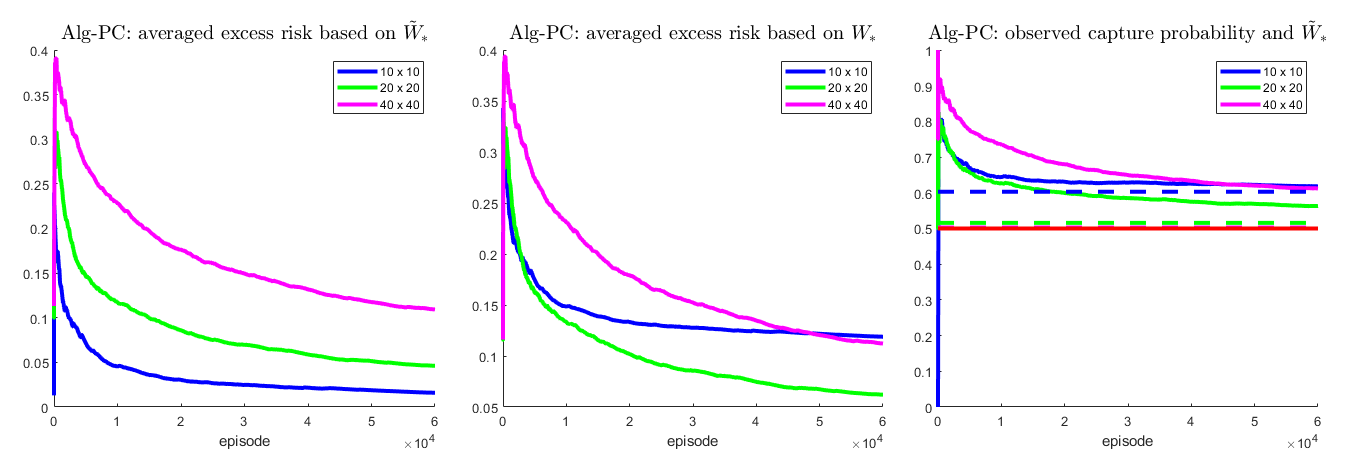 Alg-PC: averaged excess risk based on W̃*
0.4
0.35
0.3
0.25
0.2
0.15
0.1
0.05
0
10 x 10
20 x 20
40 x 40
0 1 2 3 4 5 6
episode
×10⁴
Alg-PC: averaged excess risk based on W*
0.4
0.35
0.3
0.25
0.2
0.15
0.1
0.05
10 x 10
20 x 20
40 x 40
0 1 2 3 4 5 6
episode
×10⁴
Alg-PC: observed capture probability and W̃*
1
0.9
0.8
0.7
0.6
0.5
0.4
0.3
0.2
0.1
0
10 x 10
20 x 20
40 x 40
0 1 2 3 4 5 6
episode
×10⁴